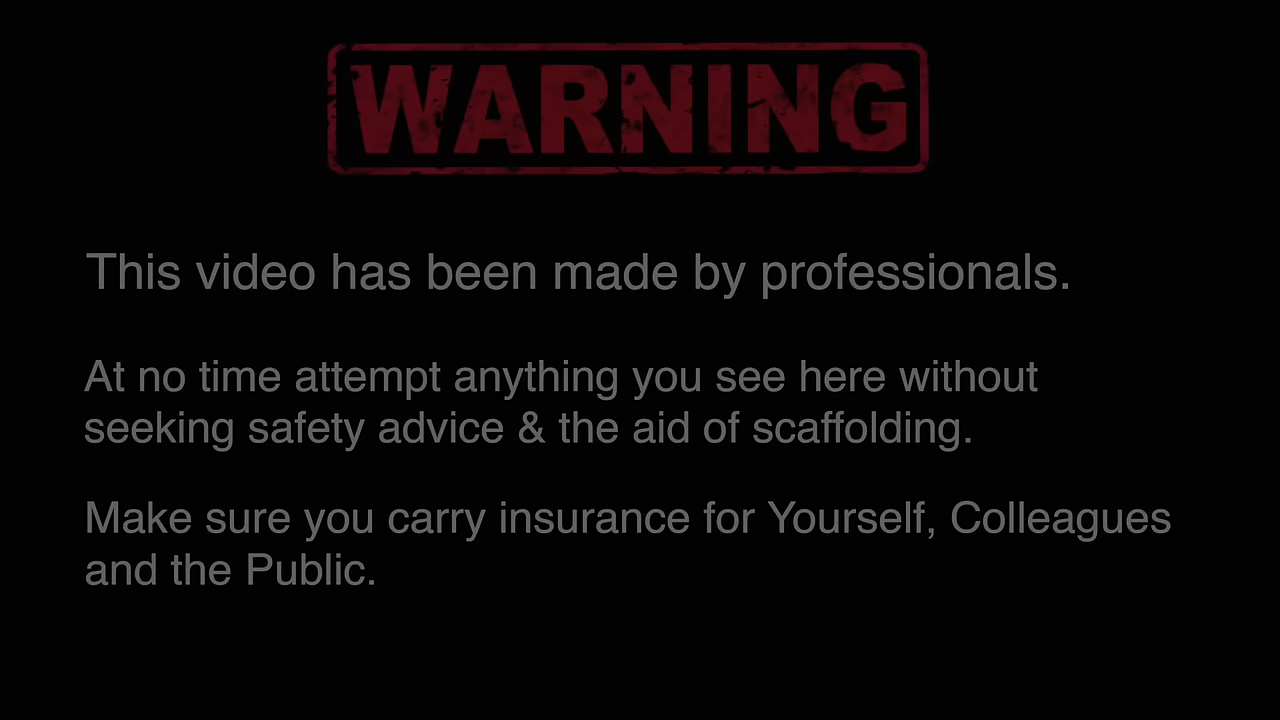 WARNING
This video has been made by professionals.
At no time attempt anything you see here without
seeking safety advice & the aid of scaffolding.
Make sure you carry insurance for Yourself, Colleagues
and the Public.